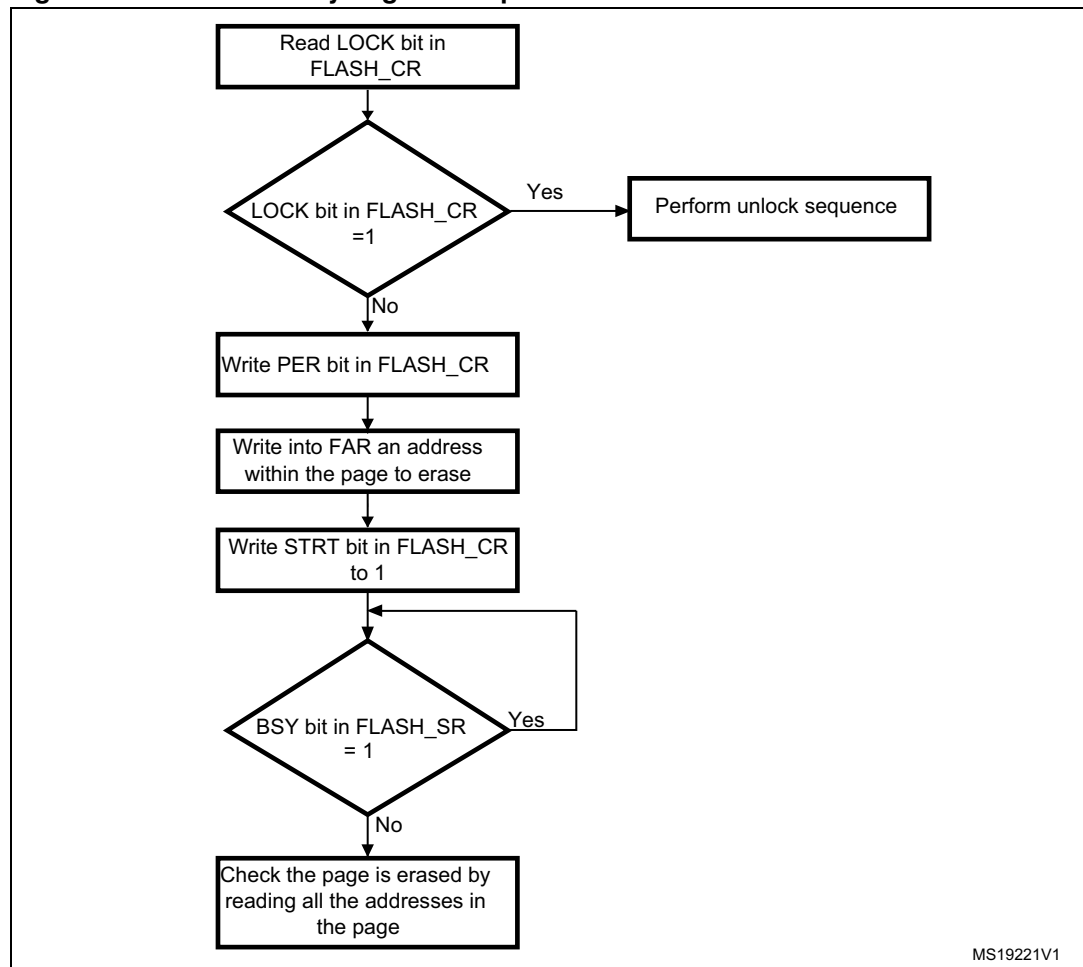 Read LOCK bit in
FLASH_CR
LOCK bit in FLASH_CR
=1
Yes
Perform unlock sequence
No
Write PER bit in FLASH_CR
Write into FAR an address
within the page to erase
Write STRT bit in FLASH_CR
to 1
BSY bit in FLASH_SR
= 1
Yes
No
Check the page is erased by
reading all the addresses in
the page
MS19221V1